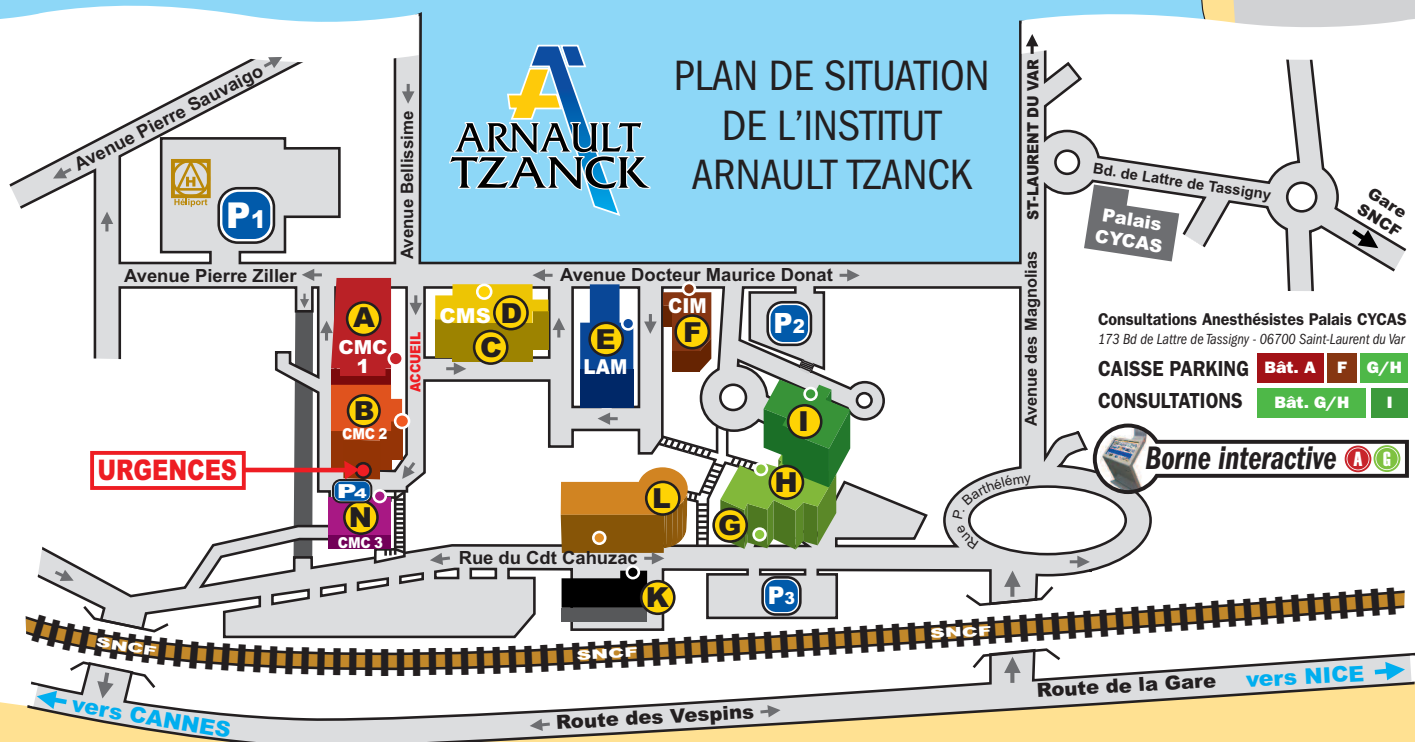 PLAN DE SITUATION
DE L'INSTITUT
ARNAULT TZANCK
ARNAULT
TZANCK
Avenue Pierre Sauvaigo
H
Héliport
P1
Avenue Bellissime
Avenue Pierre Ziller
Avenue Docteur Maurice Donat
ST-LAURENT DU VAR
Avenue des Magnolias
Bd. de Lattre de Tassigny
Palais
CYCAS
Gare
SNCF
A
CMC
1
ACCUEIL
B
CMC 2
CMS
D
C
E
LAM
CIM
F
P2
I
H
G
L
K
P3
URGENCES
P4
N
CMC 3
Consultations Anesthésistes Palais CYCAS
173 Bd de Lattre de Tassigny - 06700 Saint-Laurent du Var
CAISSE PARKING Bât. A F G/H
CONSULTATIONS Bât. G/H I
Borne interactive A G
Rue P. Barthélémy
Rue du Cdt Cahuzac
SNCF
SNCF
SNCF
Route de la Gare
vers NICE
vers CANNES
Route des Vespins